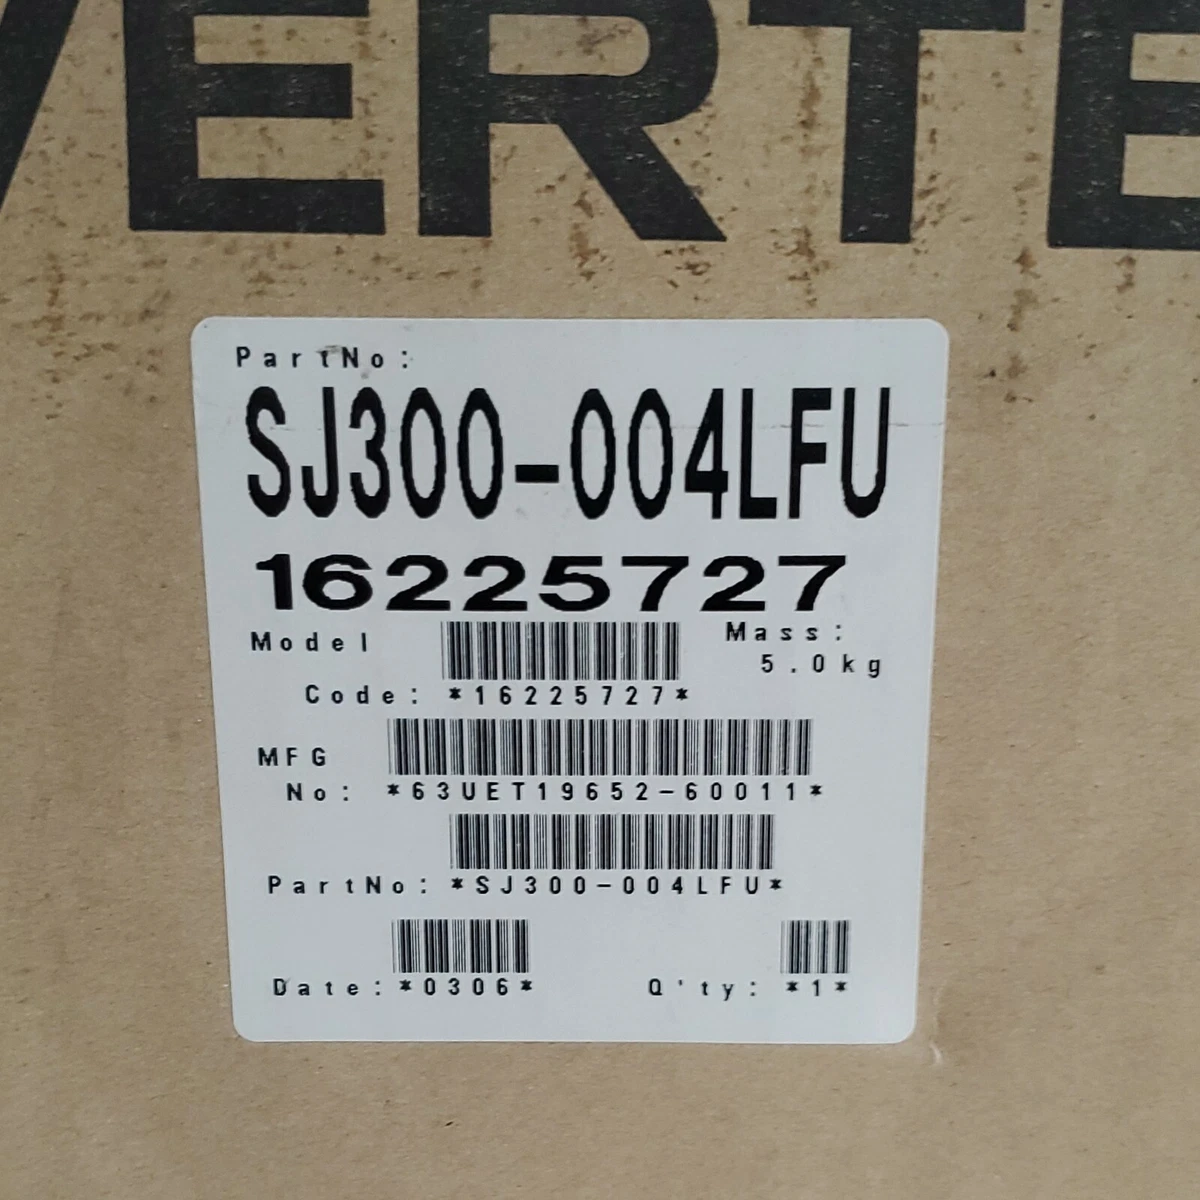 VERTE
PartNo:
SJ300-004LFU
16225727
Model
Mass:
5.0kg
Code: *16225727*
MFG
No: *63UET19652-60011*
PartNo: *SJ300-004LFU*
Date: *0306* Q'ty: *1*